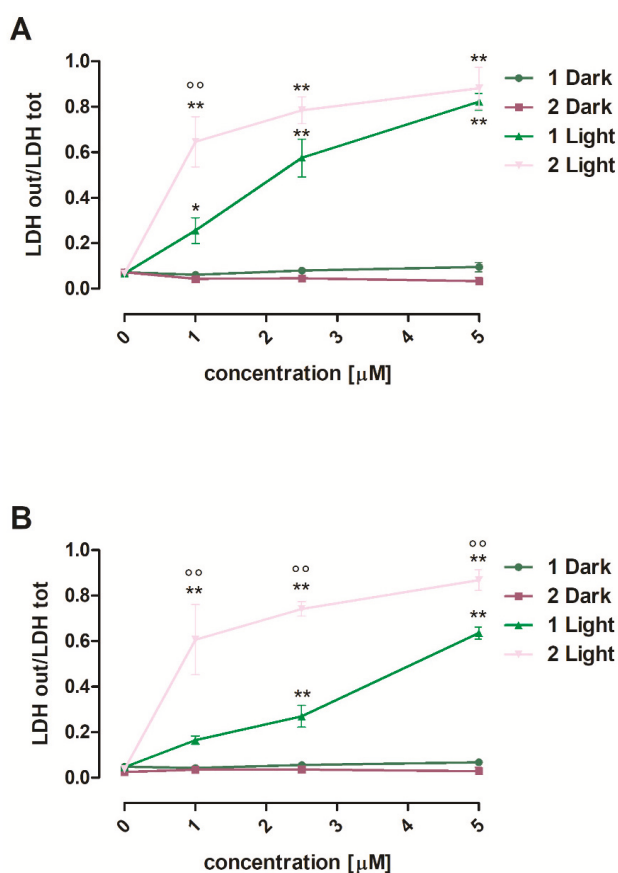 A
LDH out/LDH tot
1.0
0.8
0.6
0.4
0.2
0.0
°°
**
**
**
**
**
*
0
1
2
3
4
5
concentration [µM]
1 Dark
2 Dark
1 Light
2 Light
B
LDH out/LDH tot
1.0
0.8
0.6
0.4
0.2
0.0
°°
**
°°
**
°°
**
**
**
0
1
2
3
4
5
concentration [µM]
1 Dark
2 Dark
1 Light
2 Light